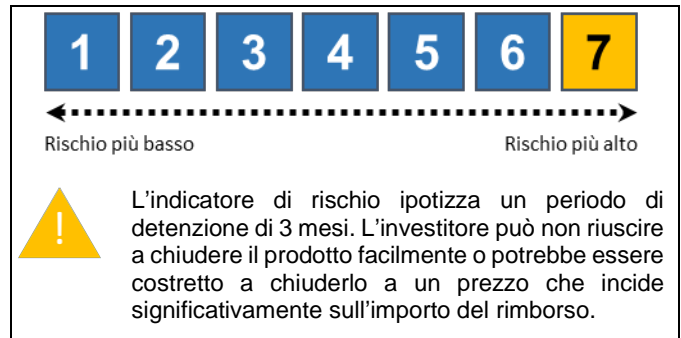 1 2 3 4 5 6 7
Rischio più basso Rischio più alto
! L'indicatore di rischio ipotizza un periodo di
detenzione di 3 mesi. L'investitore può non riuscire
a chiudere il prodotto facilmente o potrebbe essere
costretto a chiuderlo a un prezzo che incide
significativamente sull'importo del rimborso.